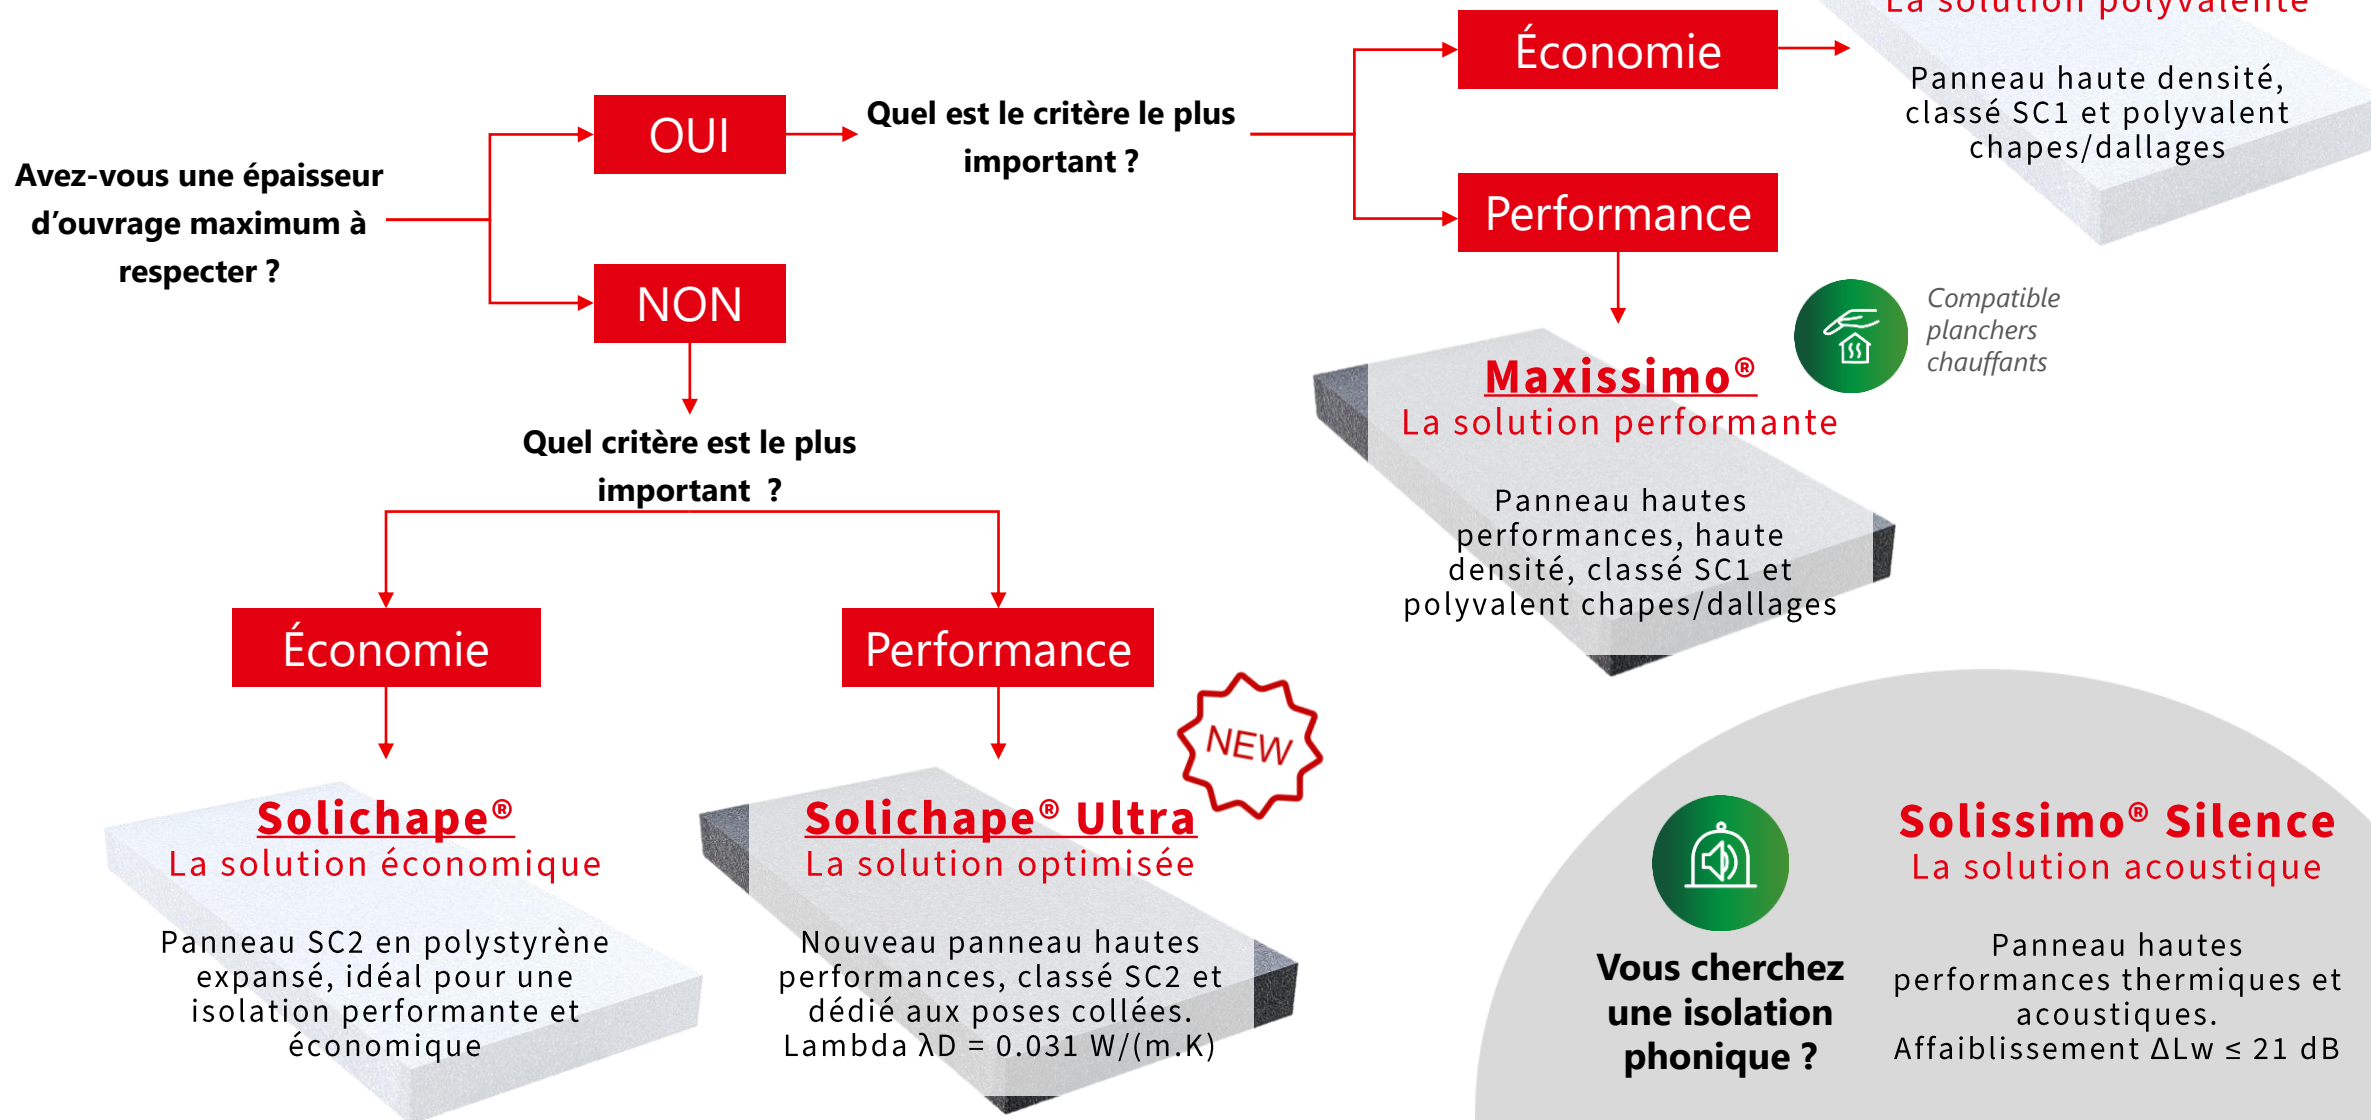 La solution polyvalente
Économie
Panneau haute densité,
classé SC1 et polyvalent
chapes/dallages
OUI
Quel est le critère le plus
important ?
Avez-vous une épaisseur
d’ouvrage maximum à
respecter ?
Performance
NON
Compatible
planchers
chauffants
Maxissimo®
La solution performante
Panneau hautes
performances, haute
densité, classé SC1 et
polyvalent chapes/dallages
Quel critère est le plus
important  ?
Économie
Performance
NEW
Solichape®
La solution économique
Panneau SC2 en polystyrène
expansé, idéal pour une
isolation performante et
économique
Solichape® Ultra
La solution optimisée
Nouveau panneau hautes
performances, classé SC2 et
dédié aux poses collées.
Lambda λD = 0.031 W/(m.K)
Vous cherchez
une isolation
phonique ?
Solissimo® Silence
La solution acoustique
Panneau hautes
performances thermiques et
acoustiques.
Affaiblissement ΔLw ≤ 21 dB